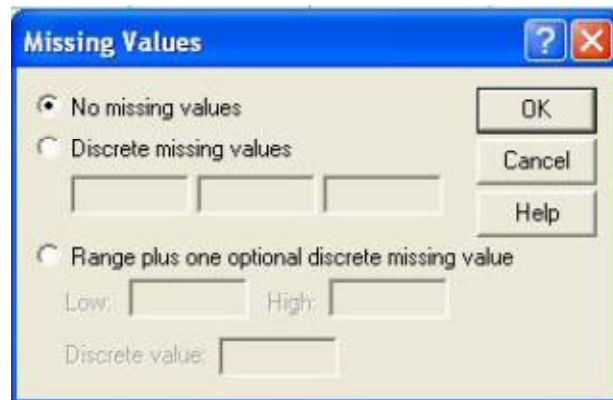 Missing Values
No missing values
OK
Discrete missing values
Cancel
Help
Range plus one optional discrete missing value
Low:
High:
Discrete value: